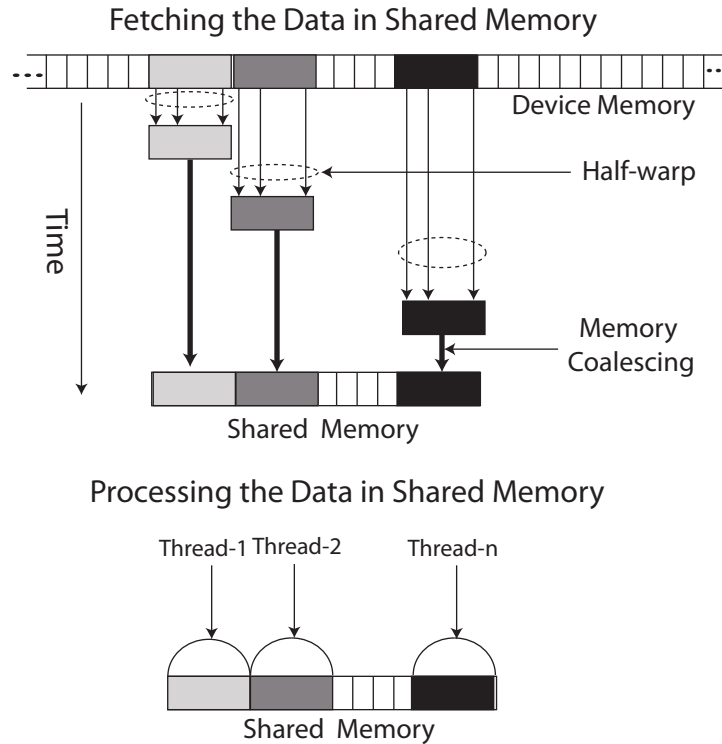 Fetching the Data in Shared Memory
Device Memory
Half-warp
Time
Memory
Coalescing
Shared Memory
Processing the Data in Shared Memory
Thread-1 Thread-2 Thread-n
Shared Memory